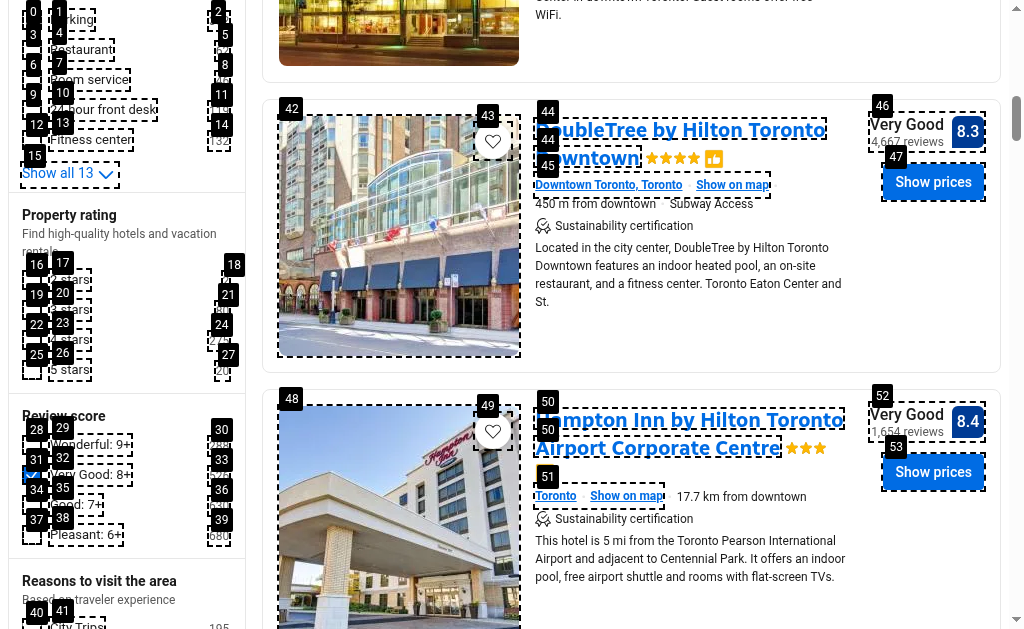 0 1 2
Parking
3 4 5
Restaurant
6 7 8
Room service
9 10 11
24-hour front desk
12 13 14
Fitness center 132
15
Show all 13
Property rating
Find high-quality hotels and vacation
rentals
16 17 18
2 stars
19 20 21
3 stars
22 23 24
4 stars
25 26 27
5 stars 20
Review score
28 29 30
Wonderful: 9+
31 32 33
Very Good: 8+
34 35 36
Good: 7+
37 38 39
Pleasant: 6+ 680
Reasons to visit the area
Based on traveler experience
40 41
City Trips 195
WiFi.
42 43 44
DoubleTree by Hilton Toronto
44
Downtown
45
Downtown Toronto, Toronto Show on map
450 m from downtown Subway Access
Sustainability certification
Located in the city center, DoubleTree by Hilton Toronto
Downtown features an indoor heated pool, an on-site
restaurant, and a fitness center. Toronto Eaton Center and
St.
46
Very Good 8.3
4,667 reviews
47
Show prices
48 49 50
Hampton Inn by Hilton Toronto
50
Airport Corporate Centre
51
Toronto Show on map 17.7 km from downtown
Sustainability certification
This hotel is 5 mi from the Toronto Pearson International
Airport and adjacent to Centennial Park. It offers an indoor
pool, free airport shuttle and rooms with flat-screen TVs.
52
Very Good 8.4
1,654 reviews
53
Show prices
Hampton